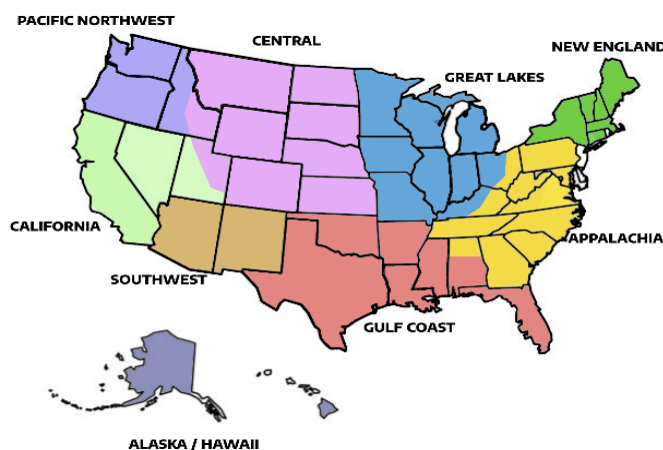 PACIFIC NORTHWEST
CENTRAL
NEW ENGLAND
GREAT LAKES
CALIFORNIA
APPALACHIA
SOUTHWEST
GULF COAST
ALASKA / HAWAII